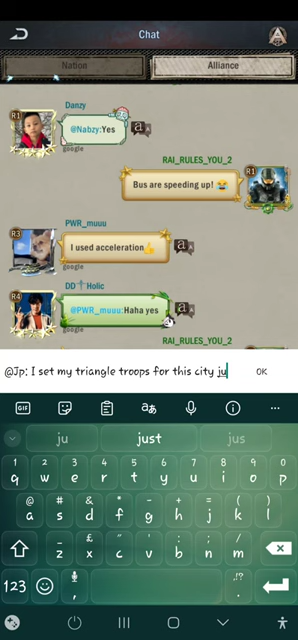 Chat
A
Nation
Alliance
Danzy
R1
@Nabzy:Yes
google
RAI_RULES_YOU_2
R1
Bus are speeding up! 😂
PWR_muuu
R3
I used acceleration👍
google
DD†Holic
R4
@PWR_muuu:Haha yes
google
RAI_RULES_YOU_2
@Jp: I set my triangle troops for this city ju
OK
GIF
ju just jus
1 2 3 4 5 6 7 8 9 0
q w e r t y u i o p
@ # & * - + = ( )
a s d f g h j k l
_ £ " ' : ; /
z x c v b n m
123 , ,!? .